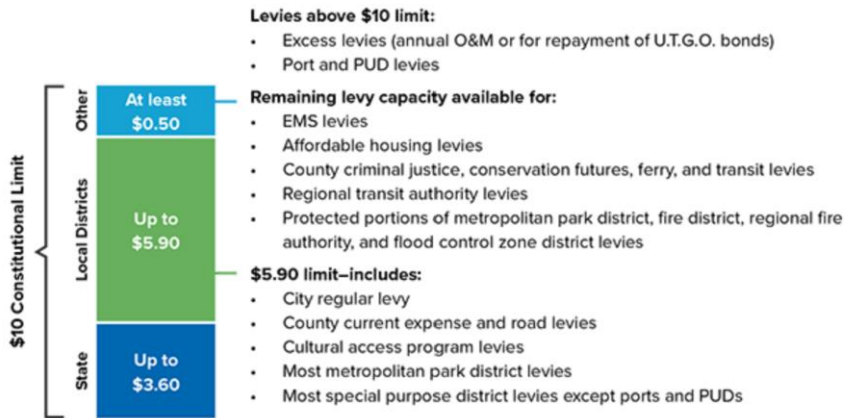 Levies above $10 limit:
• Excess levies (annual O&M or for repayment of U.T.G.O. bonds)
• Port and PUD levies
$10 Constitutional Limit
Other
At least
$0.50
Remaining levy capacity available for:
• EMS levies
• Affordable housing levies
• County criminal justice, conservation futures, ferry, and transit levies
• Regional transit authority levies
• Protected portions of metropolitan park district, fire district, regional fire
authority, and flood control zone district levies
Local Districts
Up to
$5.90
$5.90 limit–includes:
• City regular levy
• County current expense and road levies
• Cultural access program levies
• Most metropolitan park district levies
• Most special purpose district levies except ports and PUDs
State
Up to
$3.60